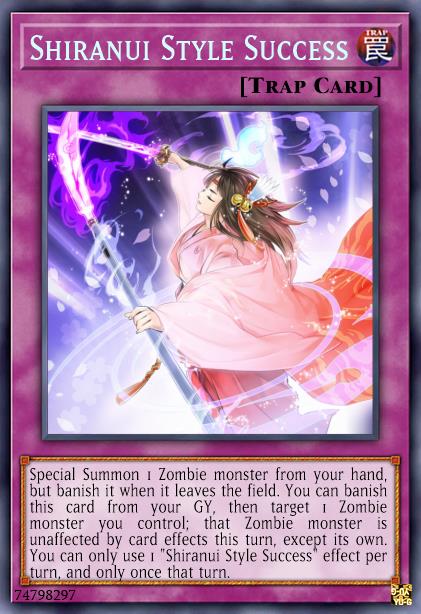 Shiranui Style Success
TRAP
罠
[Trap Card]
Special Summon 1 Zombie monster from your hand,
but banish it when it leaves the field. You can banish
this card from your GY, then target 1 Zombie
monster you control; that Zombie monster is
unaffected by card effects this turn, except its own.
You can only use 1 "Shiranui Style Success" effect per
turn, and only once that turn.
74798297